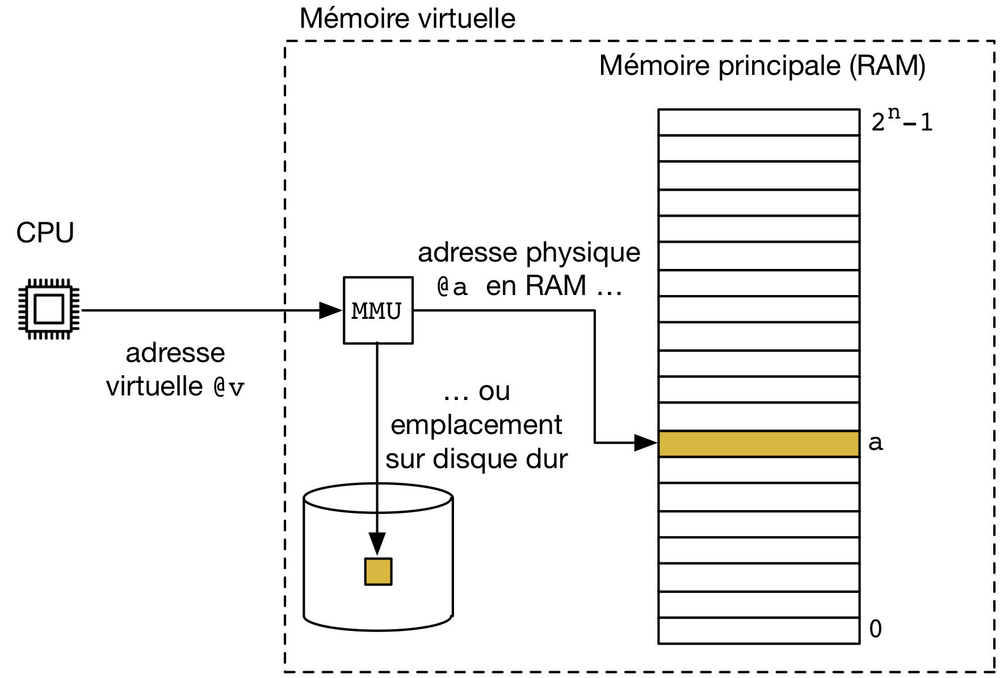 Mémoire virtuelle
Mémoire principale (RAM)
2ⁿ-1
CPU
adresse physique
@a en RAM ...
MMU
adresse
virtuelle @v
... ou
emplacement
sur disque dur
a
0